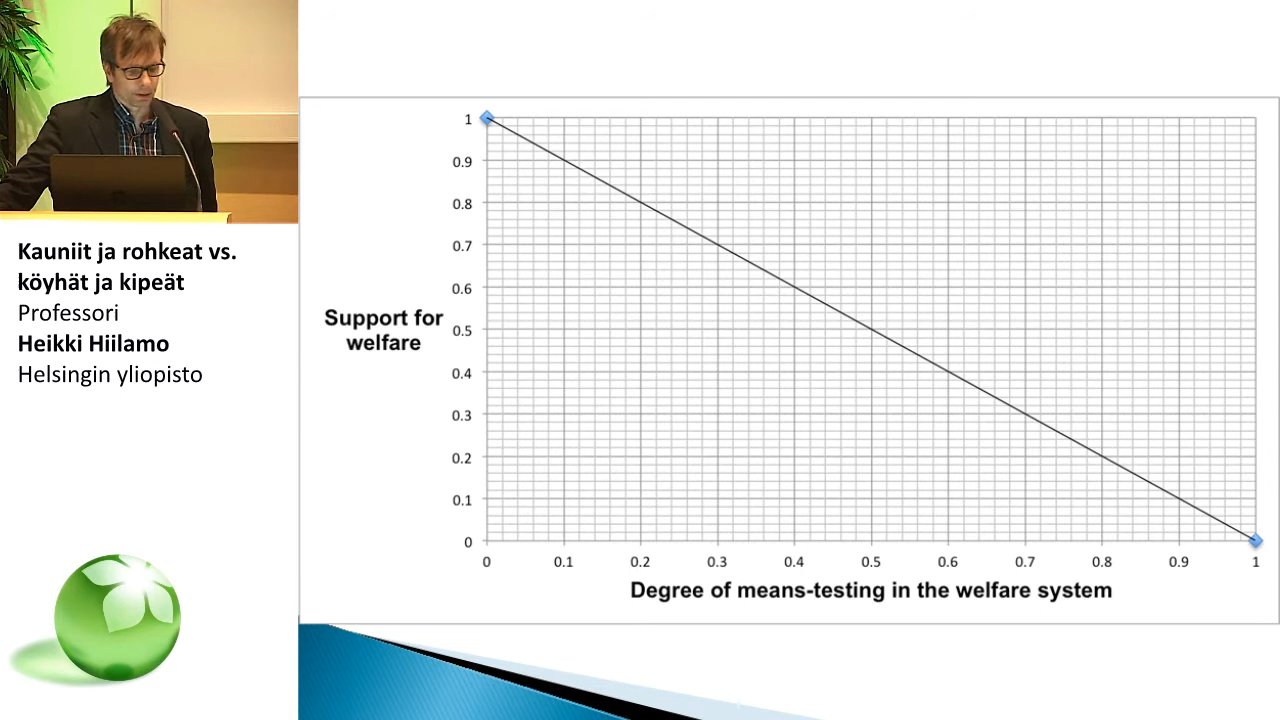 Kauniit ja rohkeat vs.
köyhät ja kipeät
Professori
Heikki Hiilamo
Helsingin yliopisto
Support for
welfare
1
0.9
0.8
0.7
0.6
0.5
0.4
0.3
0.2
0.1
0
0 0.1 0.2 0.3 0.4 0.5 0.6 0.7 0.8 0.9 1
Degree of means-testing in the welfare system